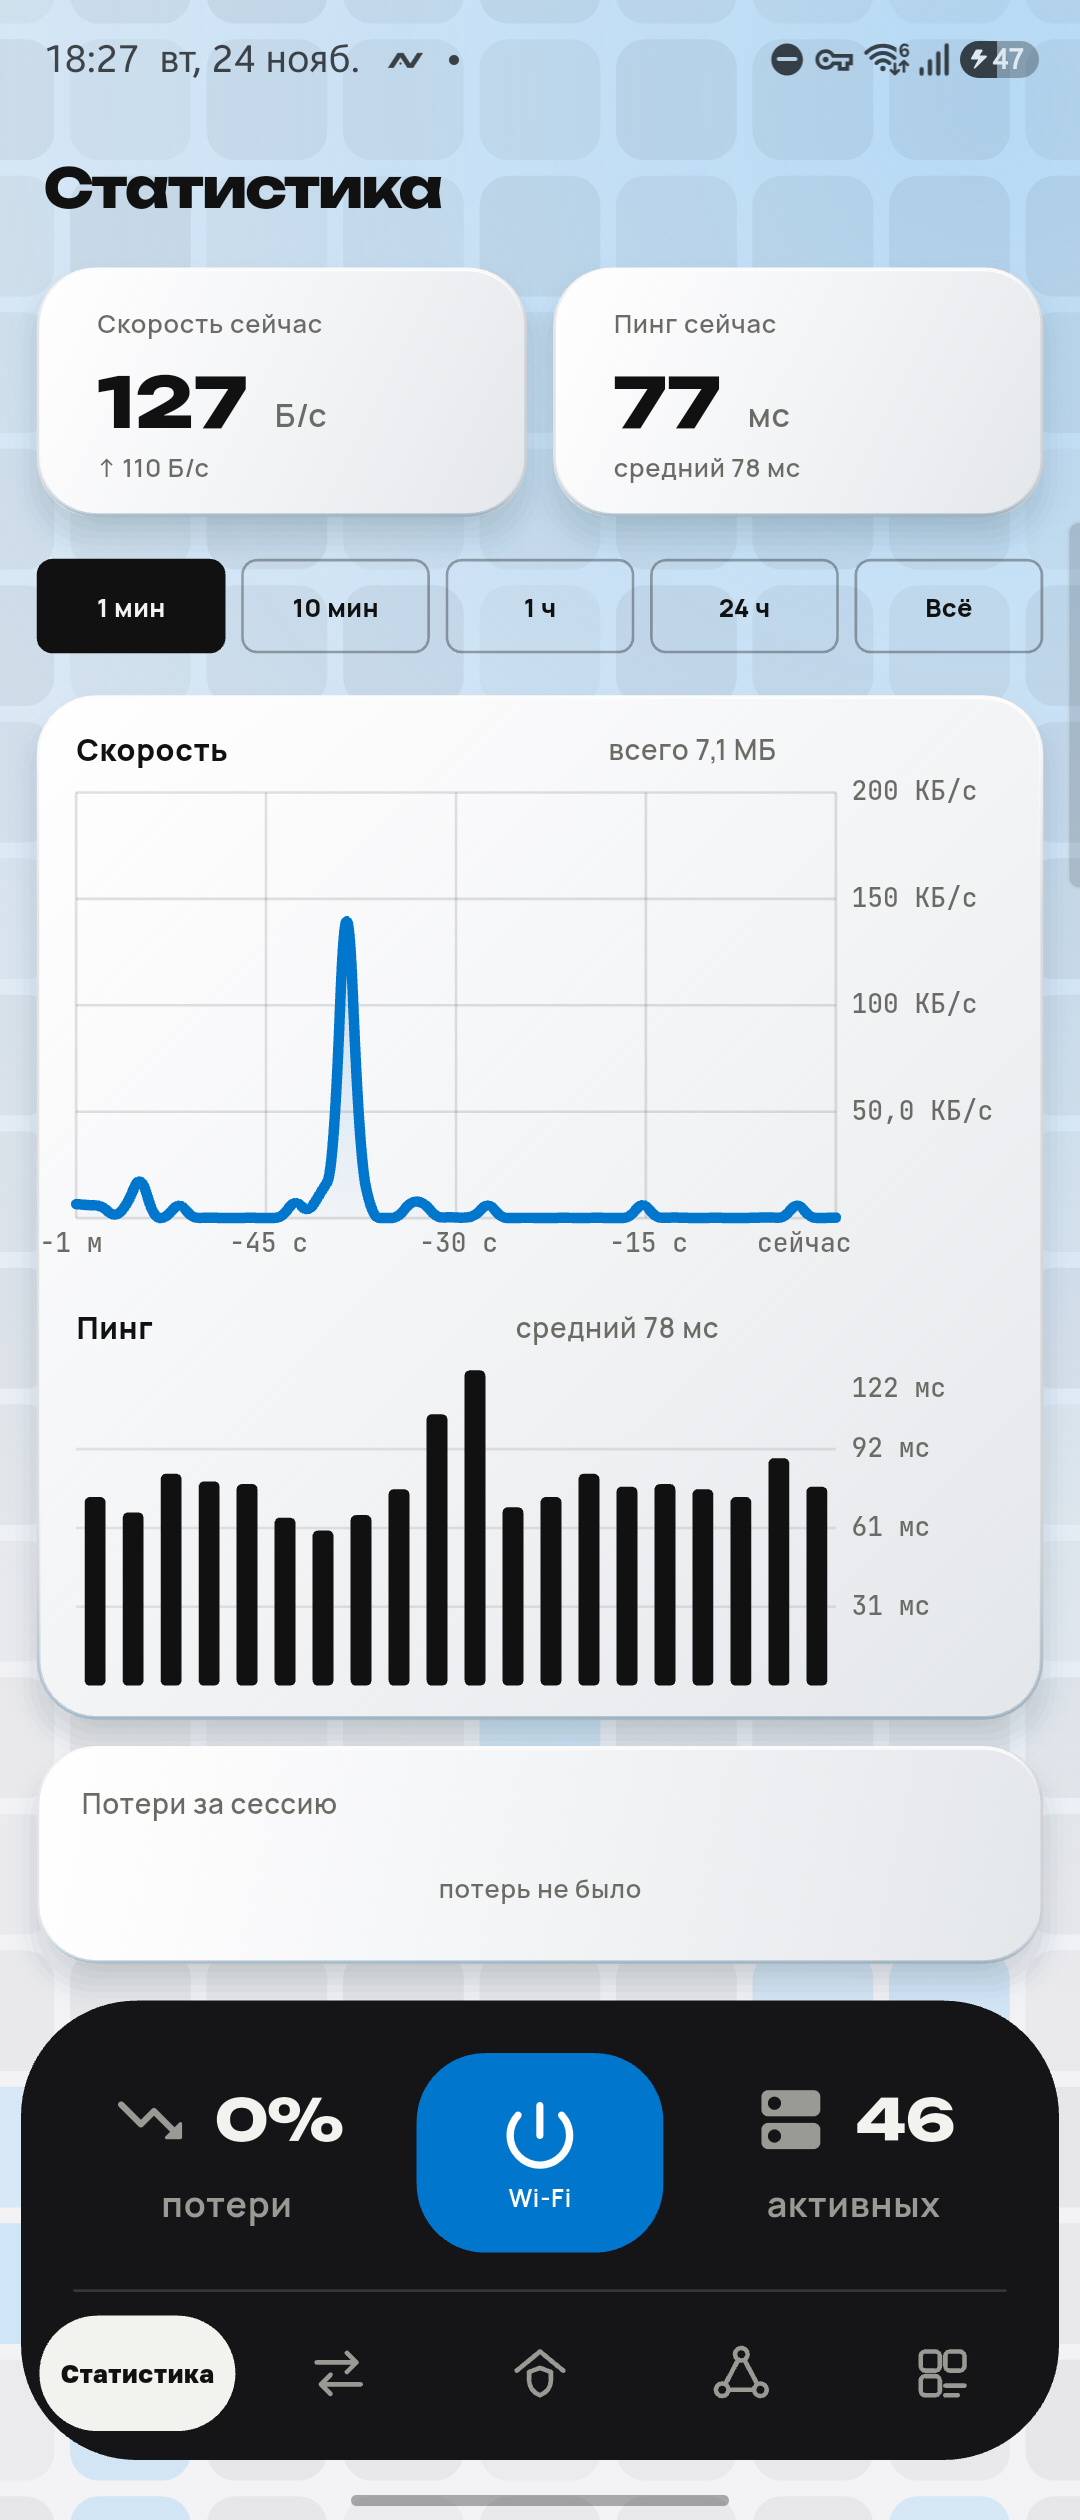 18:27 вт, 24 нояб.
6
47
Статистика
Скорость сейчас
127 Б/с
↑ 110 Б/с
Пинг сейчас
77 мс
средний 78 мс
1 мин
10 мин
1 ч
24 ч
Всё
Скорость
всего 7,1 МБ
200 КБ/с
150 КБ/с
100 КБ/с
50,0 КБ/с
-1 м
-45 с
-30 с
-15 с
сейчас
Пинг
средний 78 мс
122 мс
92 мс
61 мс
31 мс
Потери за сессию
потерь не было
0%
потери
Wi-Fi
46
активных
Статистика